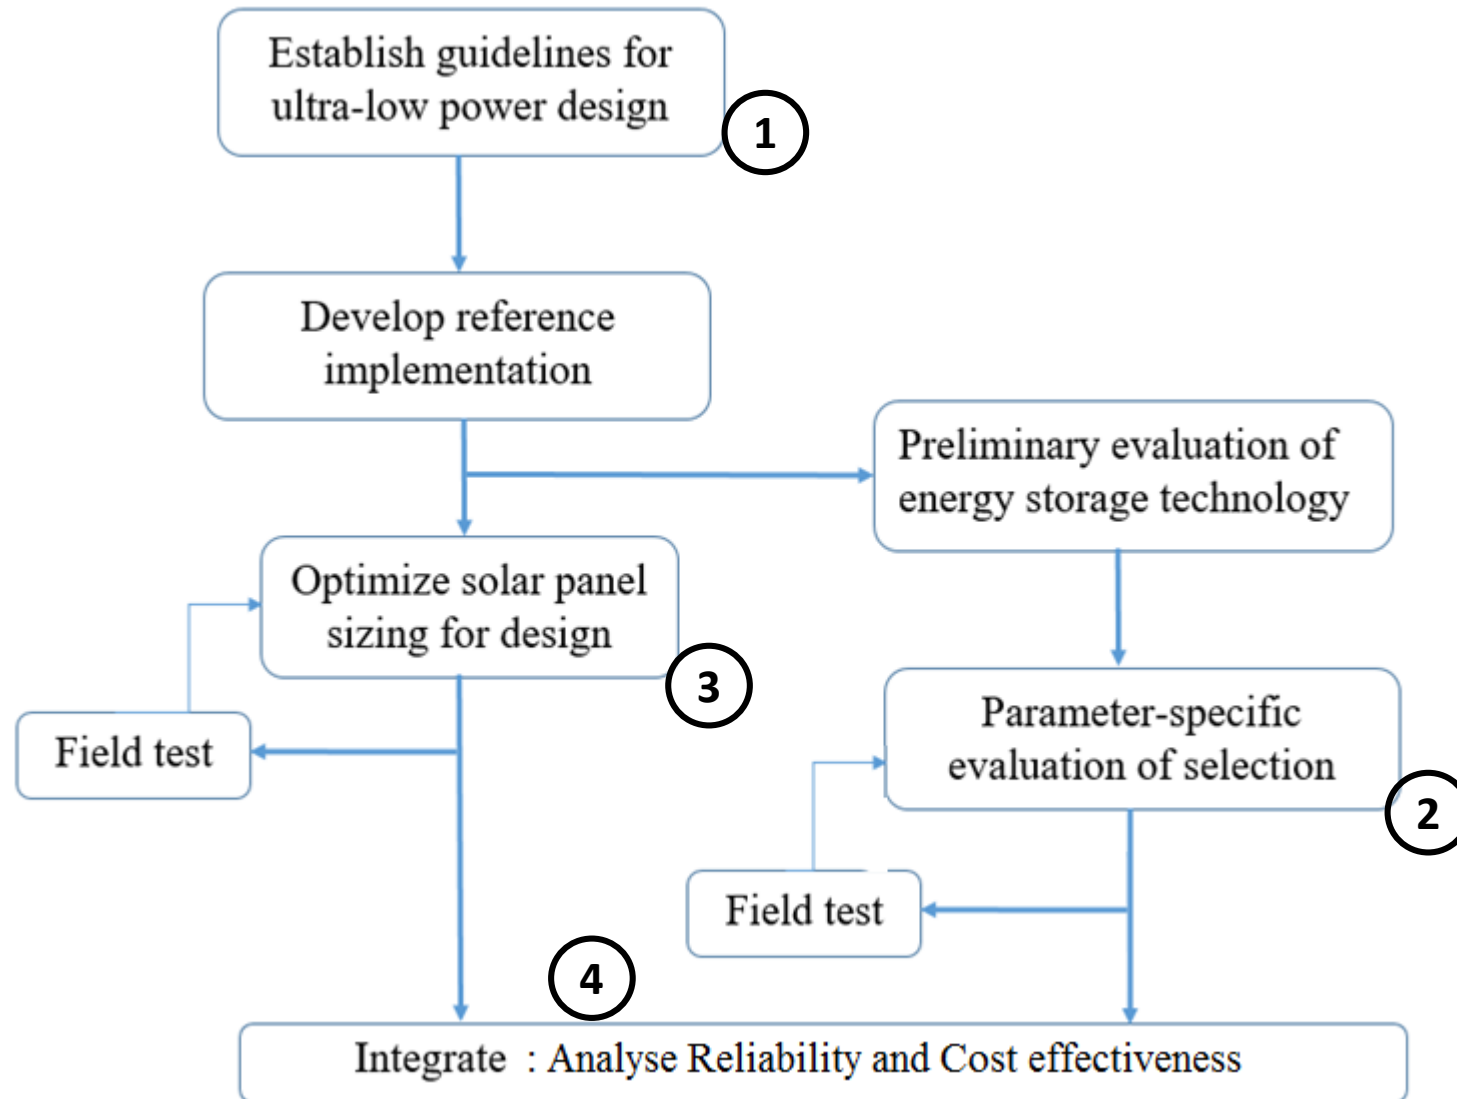 Establish guidelines for
ultra-low power design
1
Develop reference
implementation
Preliminary evaluation of
energy storage technology
Optimize solar panel
sizing for design
3
Parameter-specific
evaluation of selection
2
Field test
Field test
4
Integrate : Analyse Reliability and Cost effectiveness